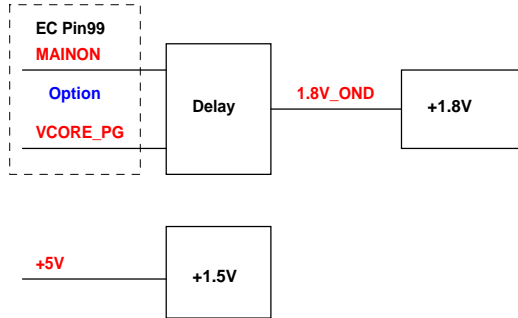 EC Pin99
MAINON
Option
VCORE_PG
Delay
1.8V_OND
+1.8V
+5V
+1.5V